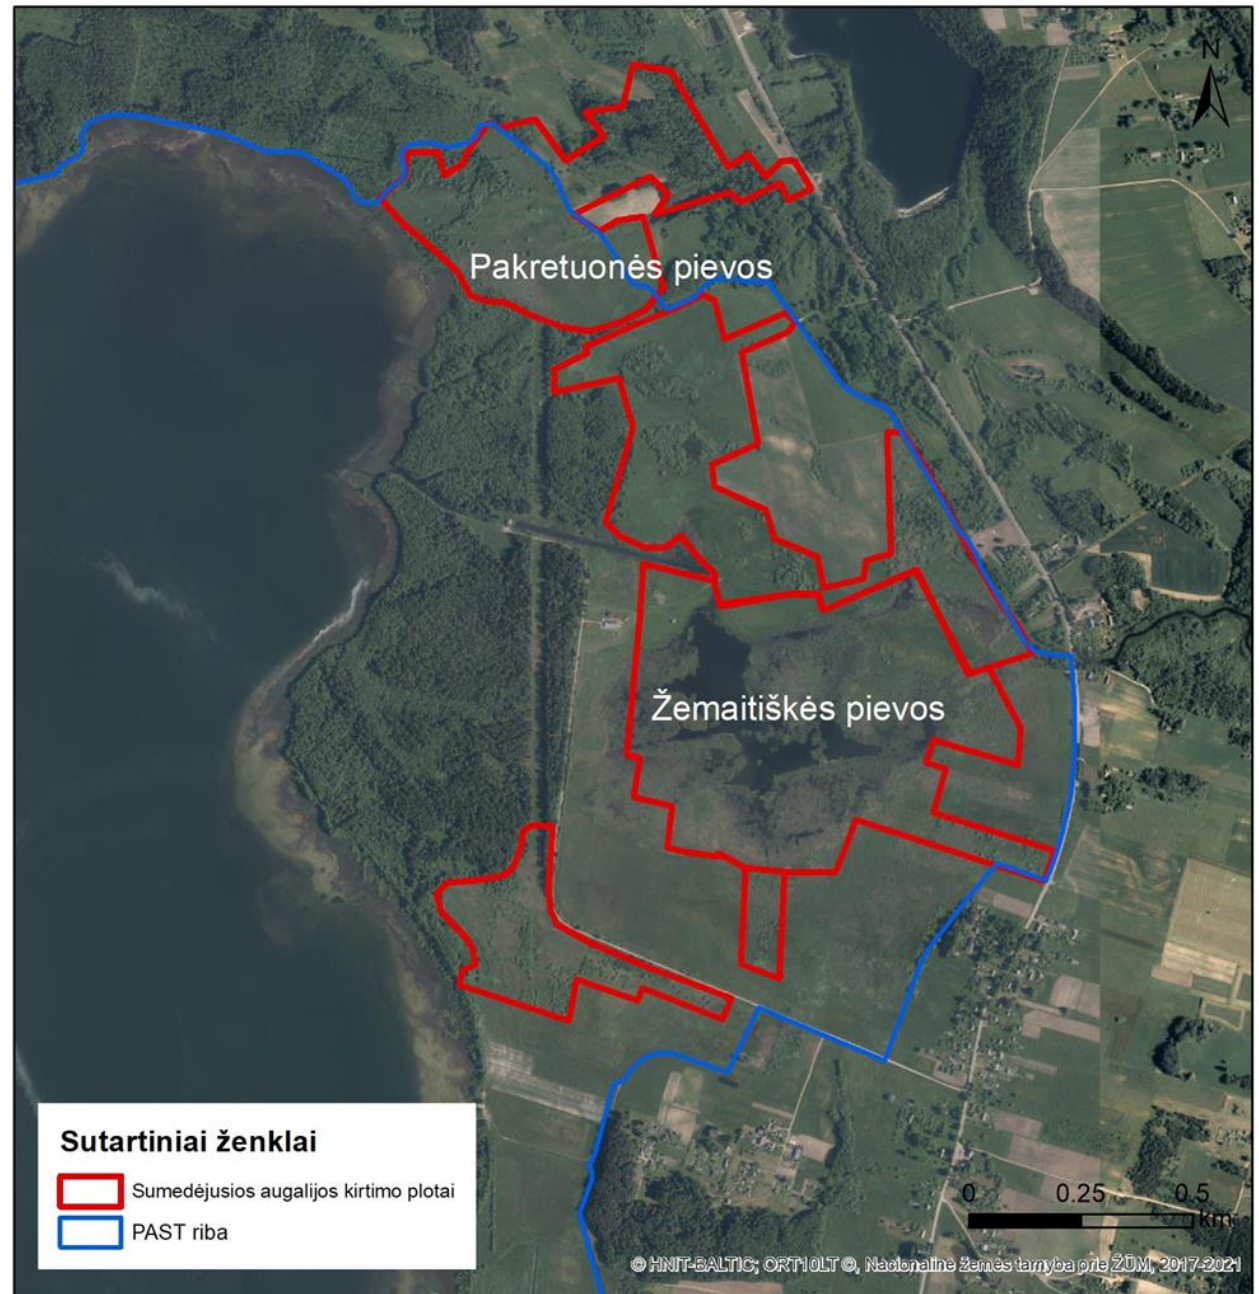 N
Pakretuonės pievos
Žemaitiškės pievos
Sutartiniai ženklai
Sumedėjusios augalijos kirtimo plotai
PAST riba
0 0.25 0.5
km
© HNIT-BALTIC; ORT10LT ©, Nacionalinė žemės tarnyba prie ŽŪM, 2017-2021